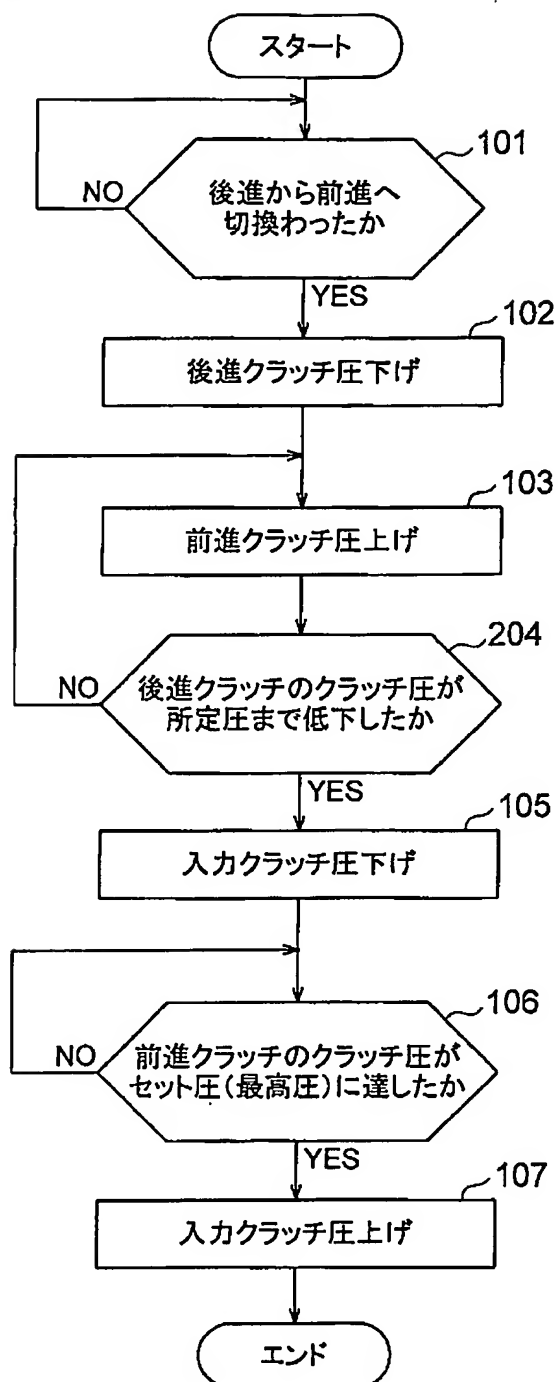 スタート
101
NO
後進から前進へ
切換わったか
YES
102
後進クラッチ圧下げ
103
前進クラッチ圧上げ
204
NO
後進クラッチのクラッチ圧が
所定圧まで低下したか
YES
105
入力クラッチ圧下げ
106
NO
前進クラッチのクラッチ圧が
セット圧(最高圧)に達したか
YES
107
入力クラッチ圧上げ
エンド